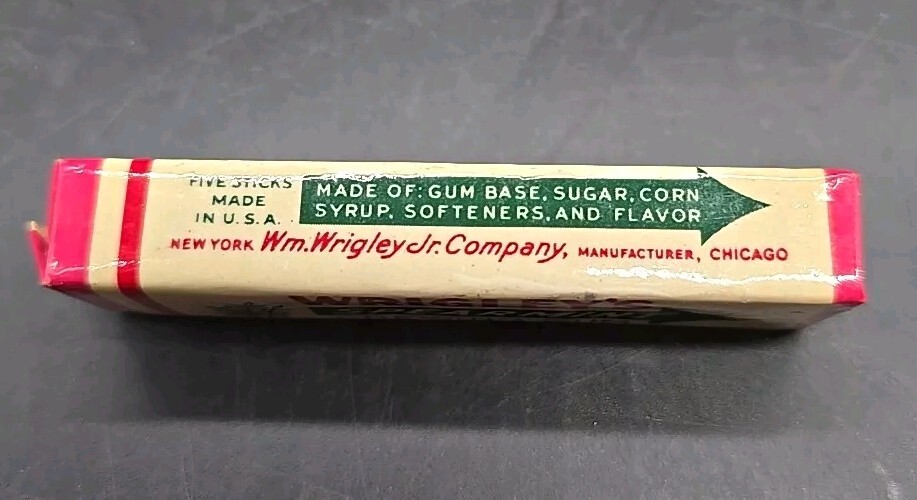 FIVE STICKS
MADE
IN U.S.A.
MADE OF: GUM BASE, SUGAR, CORN
SYRUP, SOFTENERS, AND FLAVOR
NEW YORK Wm. Wrigley Jr. Company, MANUFACTURER, CHICAGO
WRIGLEY'S
SPEARMINT